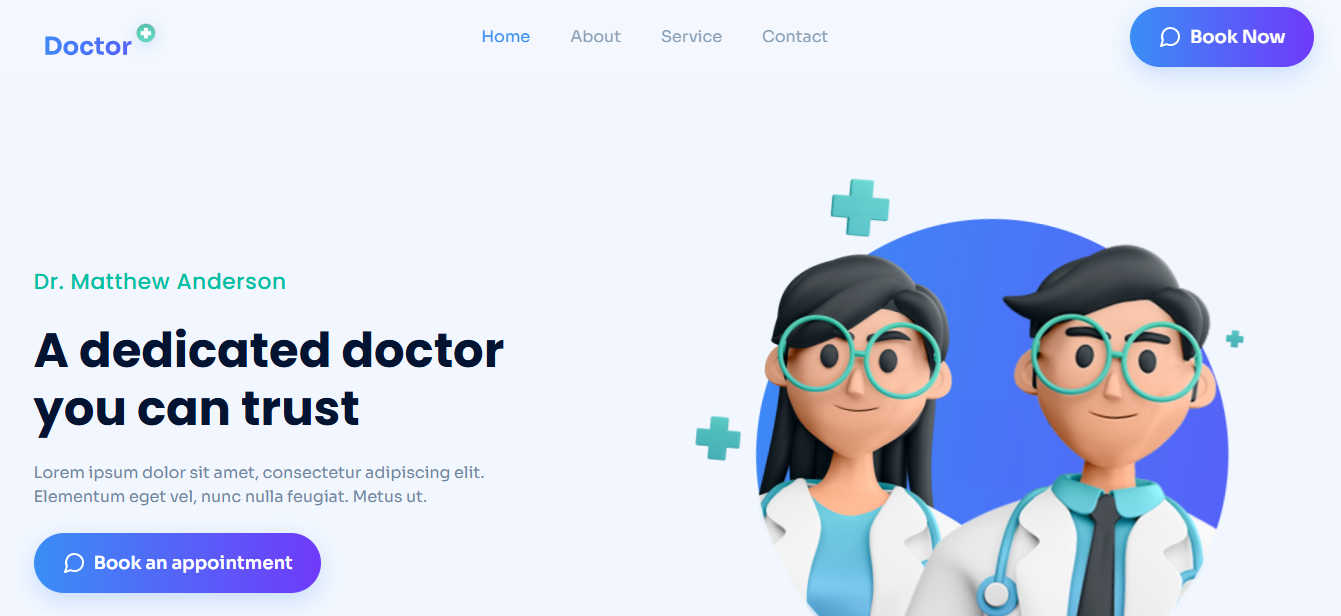 Doctor
Home
About
Service
Contact
Book Now
Dr. Matthew Anderson
A dedicated doctor
you can trust
Lorem ipsum dolor sit amet, consectetur adipiscing elit.
Elementum eget vel, nunc nulla feugiat. Metus ut.
Book an appointment